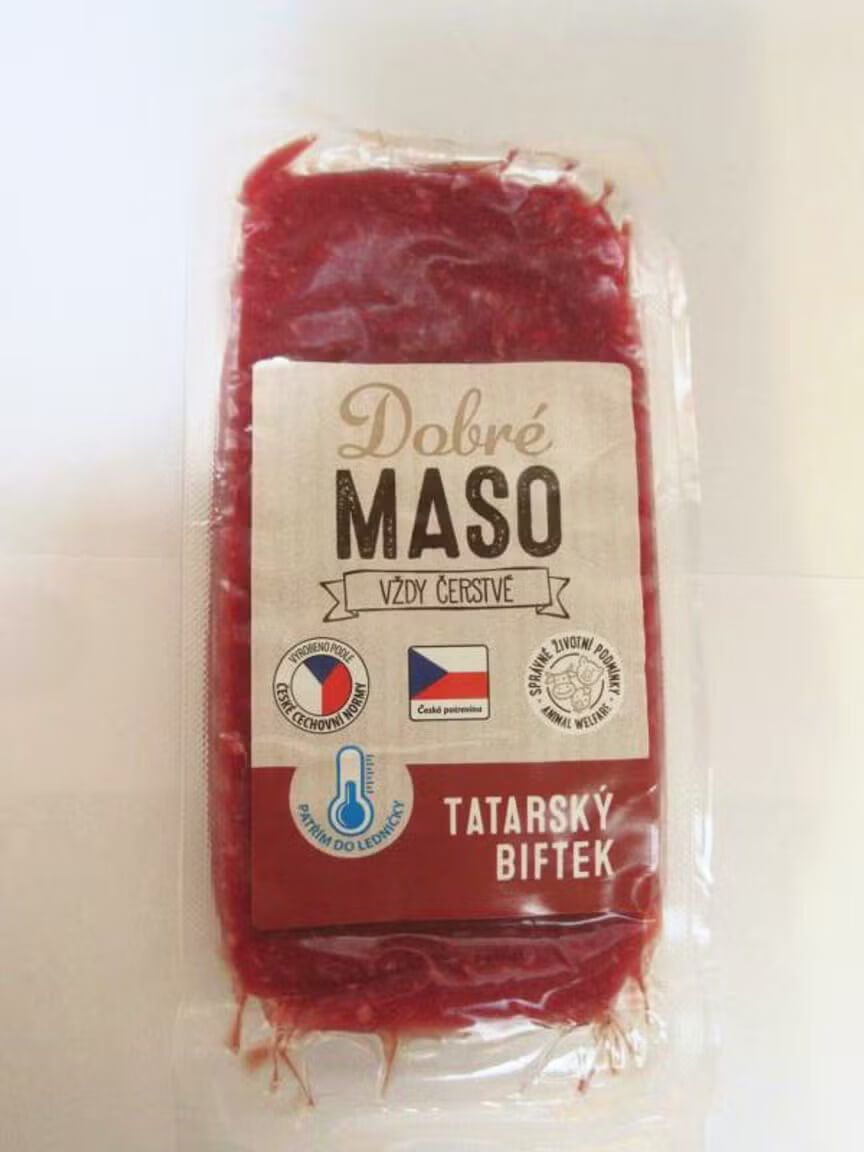 Dobré
MASO
VŽDY ČERSTVÉ
VYROBENO PODLE
ČESKÉ CECHOVNÍ NORMY
Česká potravina
SPRÁVNÉ ŽIVOTNÍ PODMÍNKY
ANIMAL WELFARE
PATŘÍM DO LEDNIČKY
TATARSKÝ
BIFTEK